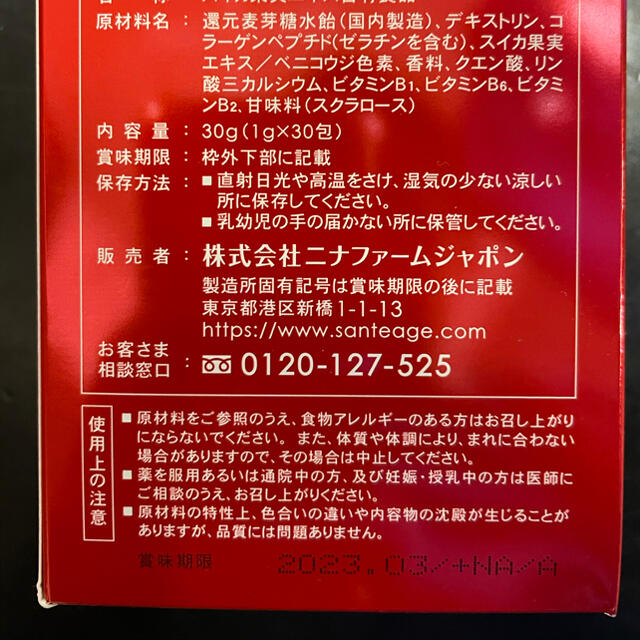 原材料名：還元麦芽糖水飴（国内製造）、デキストリン、コ
ラーゲンペプチド（ゼラチンを含む）、スイカ果実
エキス／ベニコウジ色素、香料、クエン酸、リン
酸三カルシウム、ビタミンB1、ビタミンB6、ビタミ
ンB2、甘味料（スクラロース）
内容量：30g（1g×30包）
賞味期限：枠外下部に記載
保存方法：■直射日光や高温をさけ、湿気の少ない涼しい
所に保存してください。
■乳幼児の手の届かない所に保管してください。
販売者：株式会社ニナファームジャポン
製造所固有記号は賞味期限の後に記載
東京都港区新橋1-1-13
https://www.santeage.com
お客さま
相談窓口：0120-127-525
使用上の注意
■原材料をご参照のうえ、食物アレルギーのある方はお召し上がり
にならないでください。また、体質や体調により、まれに合わない
場合がありますので、その場合は中止してください。
■薬を服用あるいは通院中の方、及び妊娠・授乳中の方は医師に
ご相談のうえ、お召し上がりください。
■原材料の特性上、色合いの違いや内容物の沈殿が生じることが
ありますが、品質には問題ありません。
賞味期限 2023.03/+NA/A